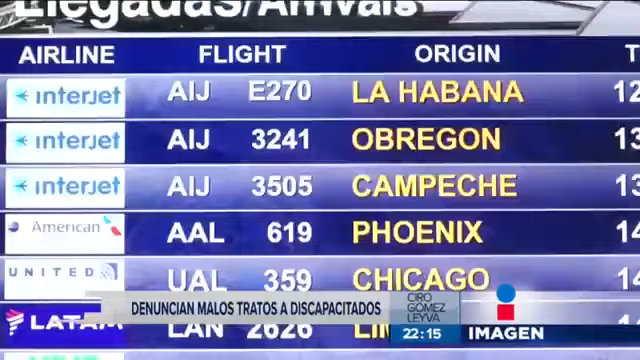 Llegadas/Arrivals
AIRLINE FLIGHT ORIGIN
interjet AIJ E270 LA HABANA 12
interjet AIJ 3241 OBREGON 13
interjet AIJ 3505 CAMPECHE 13
American AAL 619 PHOENIX 14
UNITED UAL 359 CHICAGO 14
LATAM LAN 2626
DENUNCIAN MALOS TRATOS A DISCAPACITADOS
CIRO
GÓMEZ
LEYVA
22:15 IMAGEN